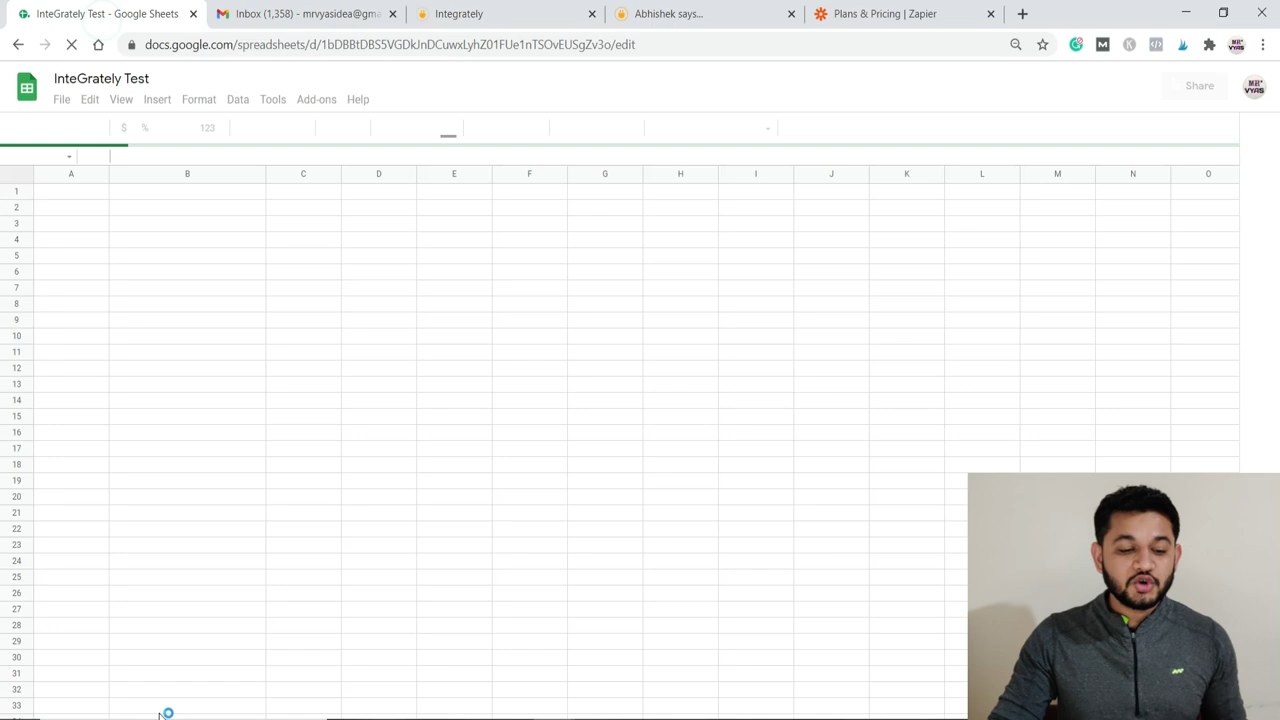 InteGrately Test - Google Sheets
Inbox (1,358) - mrvyasidea@gma
Integrately
Abhishek says...
Plans & Pricing | Zapier
docs.google.com/spreadsheets/d/
/edit
InteGrately Test
File Edit View Insert Format Data Tools Add-ons Help
Share
MR VYAS
$ % 123
A B C D E F G H I J K L M N O
1
2
3
4
5
6
7
8
9
10
11
12
13
14
15
16
17
18
19
20
21
22
23
24
25
26
27
28
29
30
31
32
33